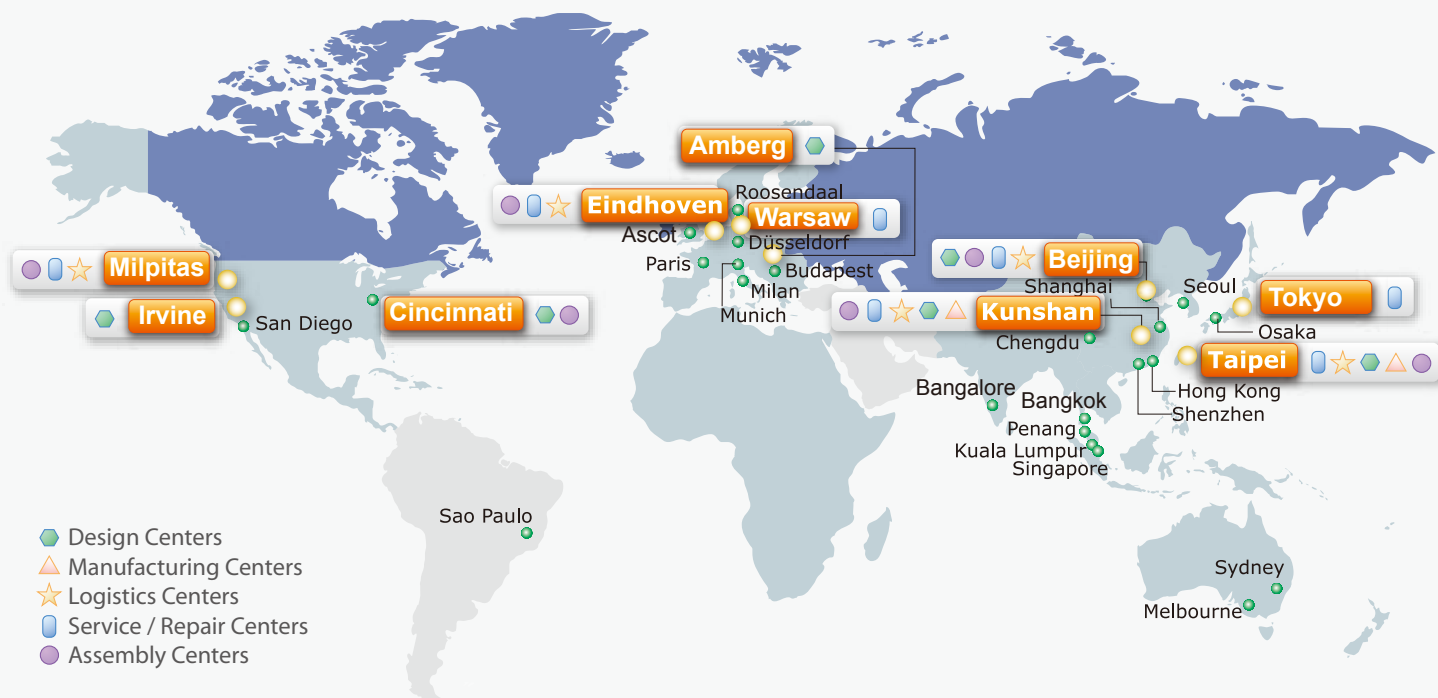 Amberg
Roosendaal
Eindhoven
Warsaw
Ascot
Düsseldorf
Paris
Budapest
Milan
Munich
Milpitas
Irvine
San Diego
Cincinnati
Beijing
Shanghai
Seoul
Tokyo
Kunshan
Osaka
Chengdu
Taipei
Hong Kong
Shenzhen
Bangalore
Bangkok
Penang
Kuala Lumpur
Singapore
Sao Paulo
Sydney
Melbourne
Design Centers
Manufacturing Centers
Logistics Centers
Service / Repair Centers
Assembly Centers